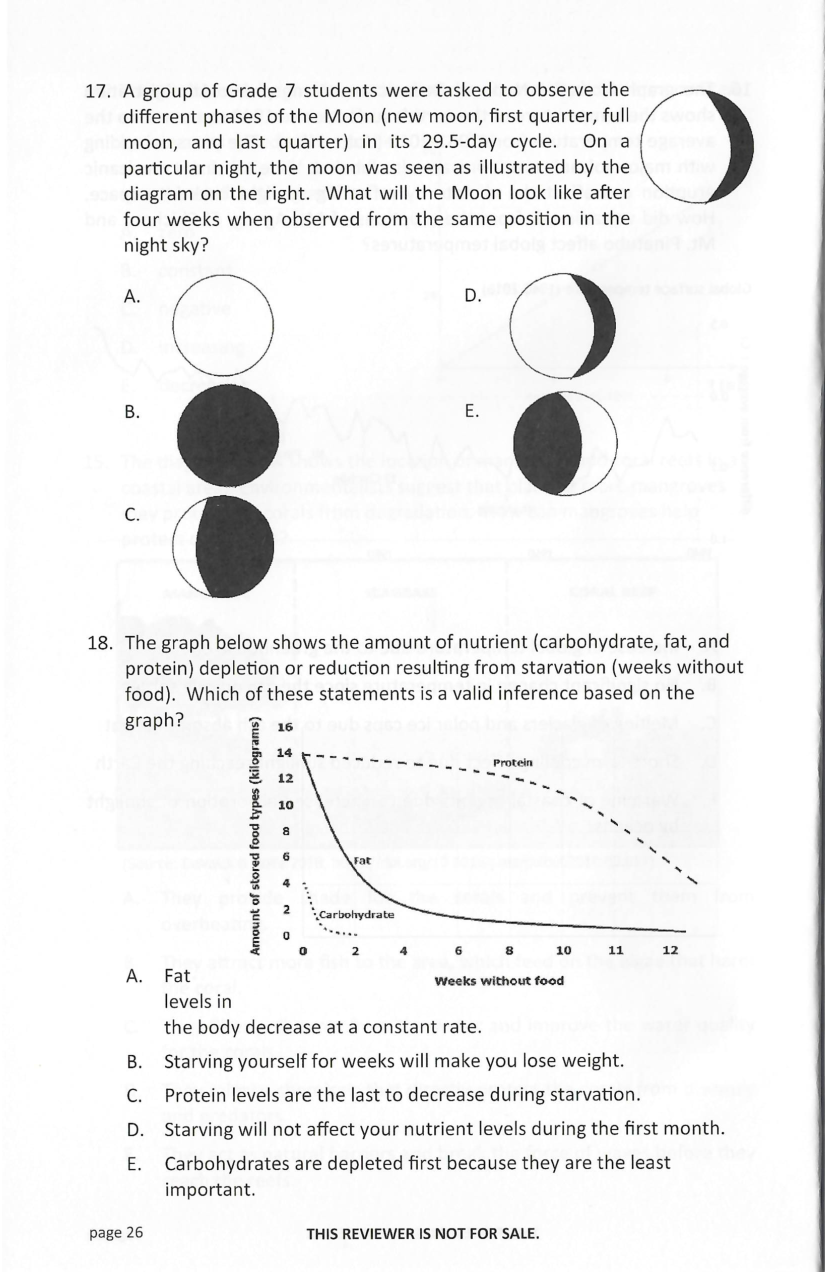 17. A group of Grade 7 students were tasked to observe the
different phases of the Moon (new moon, first quarter, full
moon, and last quarter) in its 29.5-day cycle. On a
particular night, the moon was seen as illustrated by the
diagram on the right. What will the Moon look like after
four weeks when observed from the same position in the
night sky?
A.
D.
B.
E.
C.
18. The graph below shows the amount of nutrient (carbohydrate, fat, and
protein) depletion or reduction resulting from starvation (weeks without
food). Which of these statements is a valid inference based on the
graph?
Amount of stored food types (kilograms)
16
14
12
10
8
6
4
2
0
Protein
Fat
Carbohydrate
0 2 4 6 8 10 11 12
Weeks without food
A. Fat
levels in
the body decrease at a constant rate.
B. Starving yourself for weeks will make you lose weight.
C. Protein levels are the last to decrease during starvation.
D. Starving will not affect your nutrient levels during the first month.
E. Carbohydrates are depleted first because they are the least
important.
page 26
THIS REVIEWER IS NOT FOR SALE.